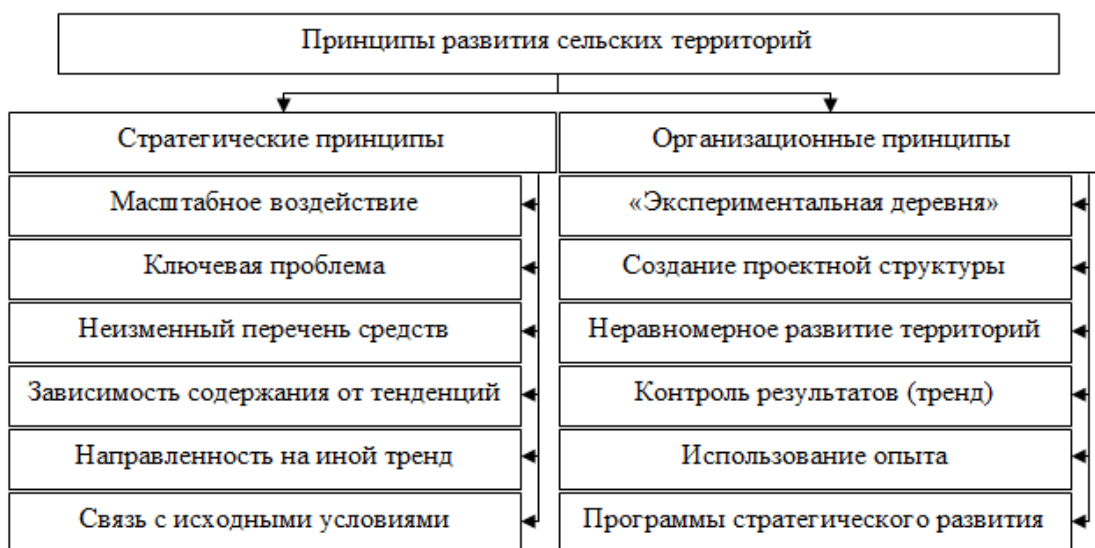 Принципы развития сельских территорий
Стратегические принципы
Организационные принципы
Масштабное воздействие
«Экспериментальная деревня»
Ключевая проблема
Создание проектной структуры
Неизменный перечень средств
Неравномерное развитие территорий
Зависимость содержания от тенденций
Контроль результатов (тренд)
Направленность на иной тренд
Использование опыта
Связь с исходными условиями
Программы стратегического развития